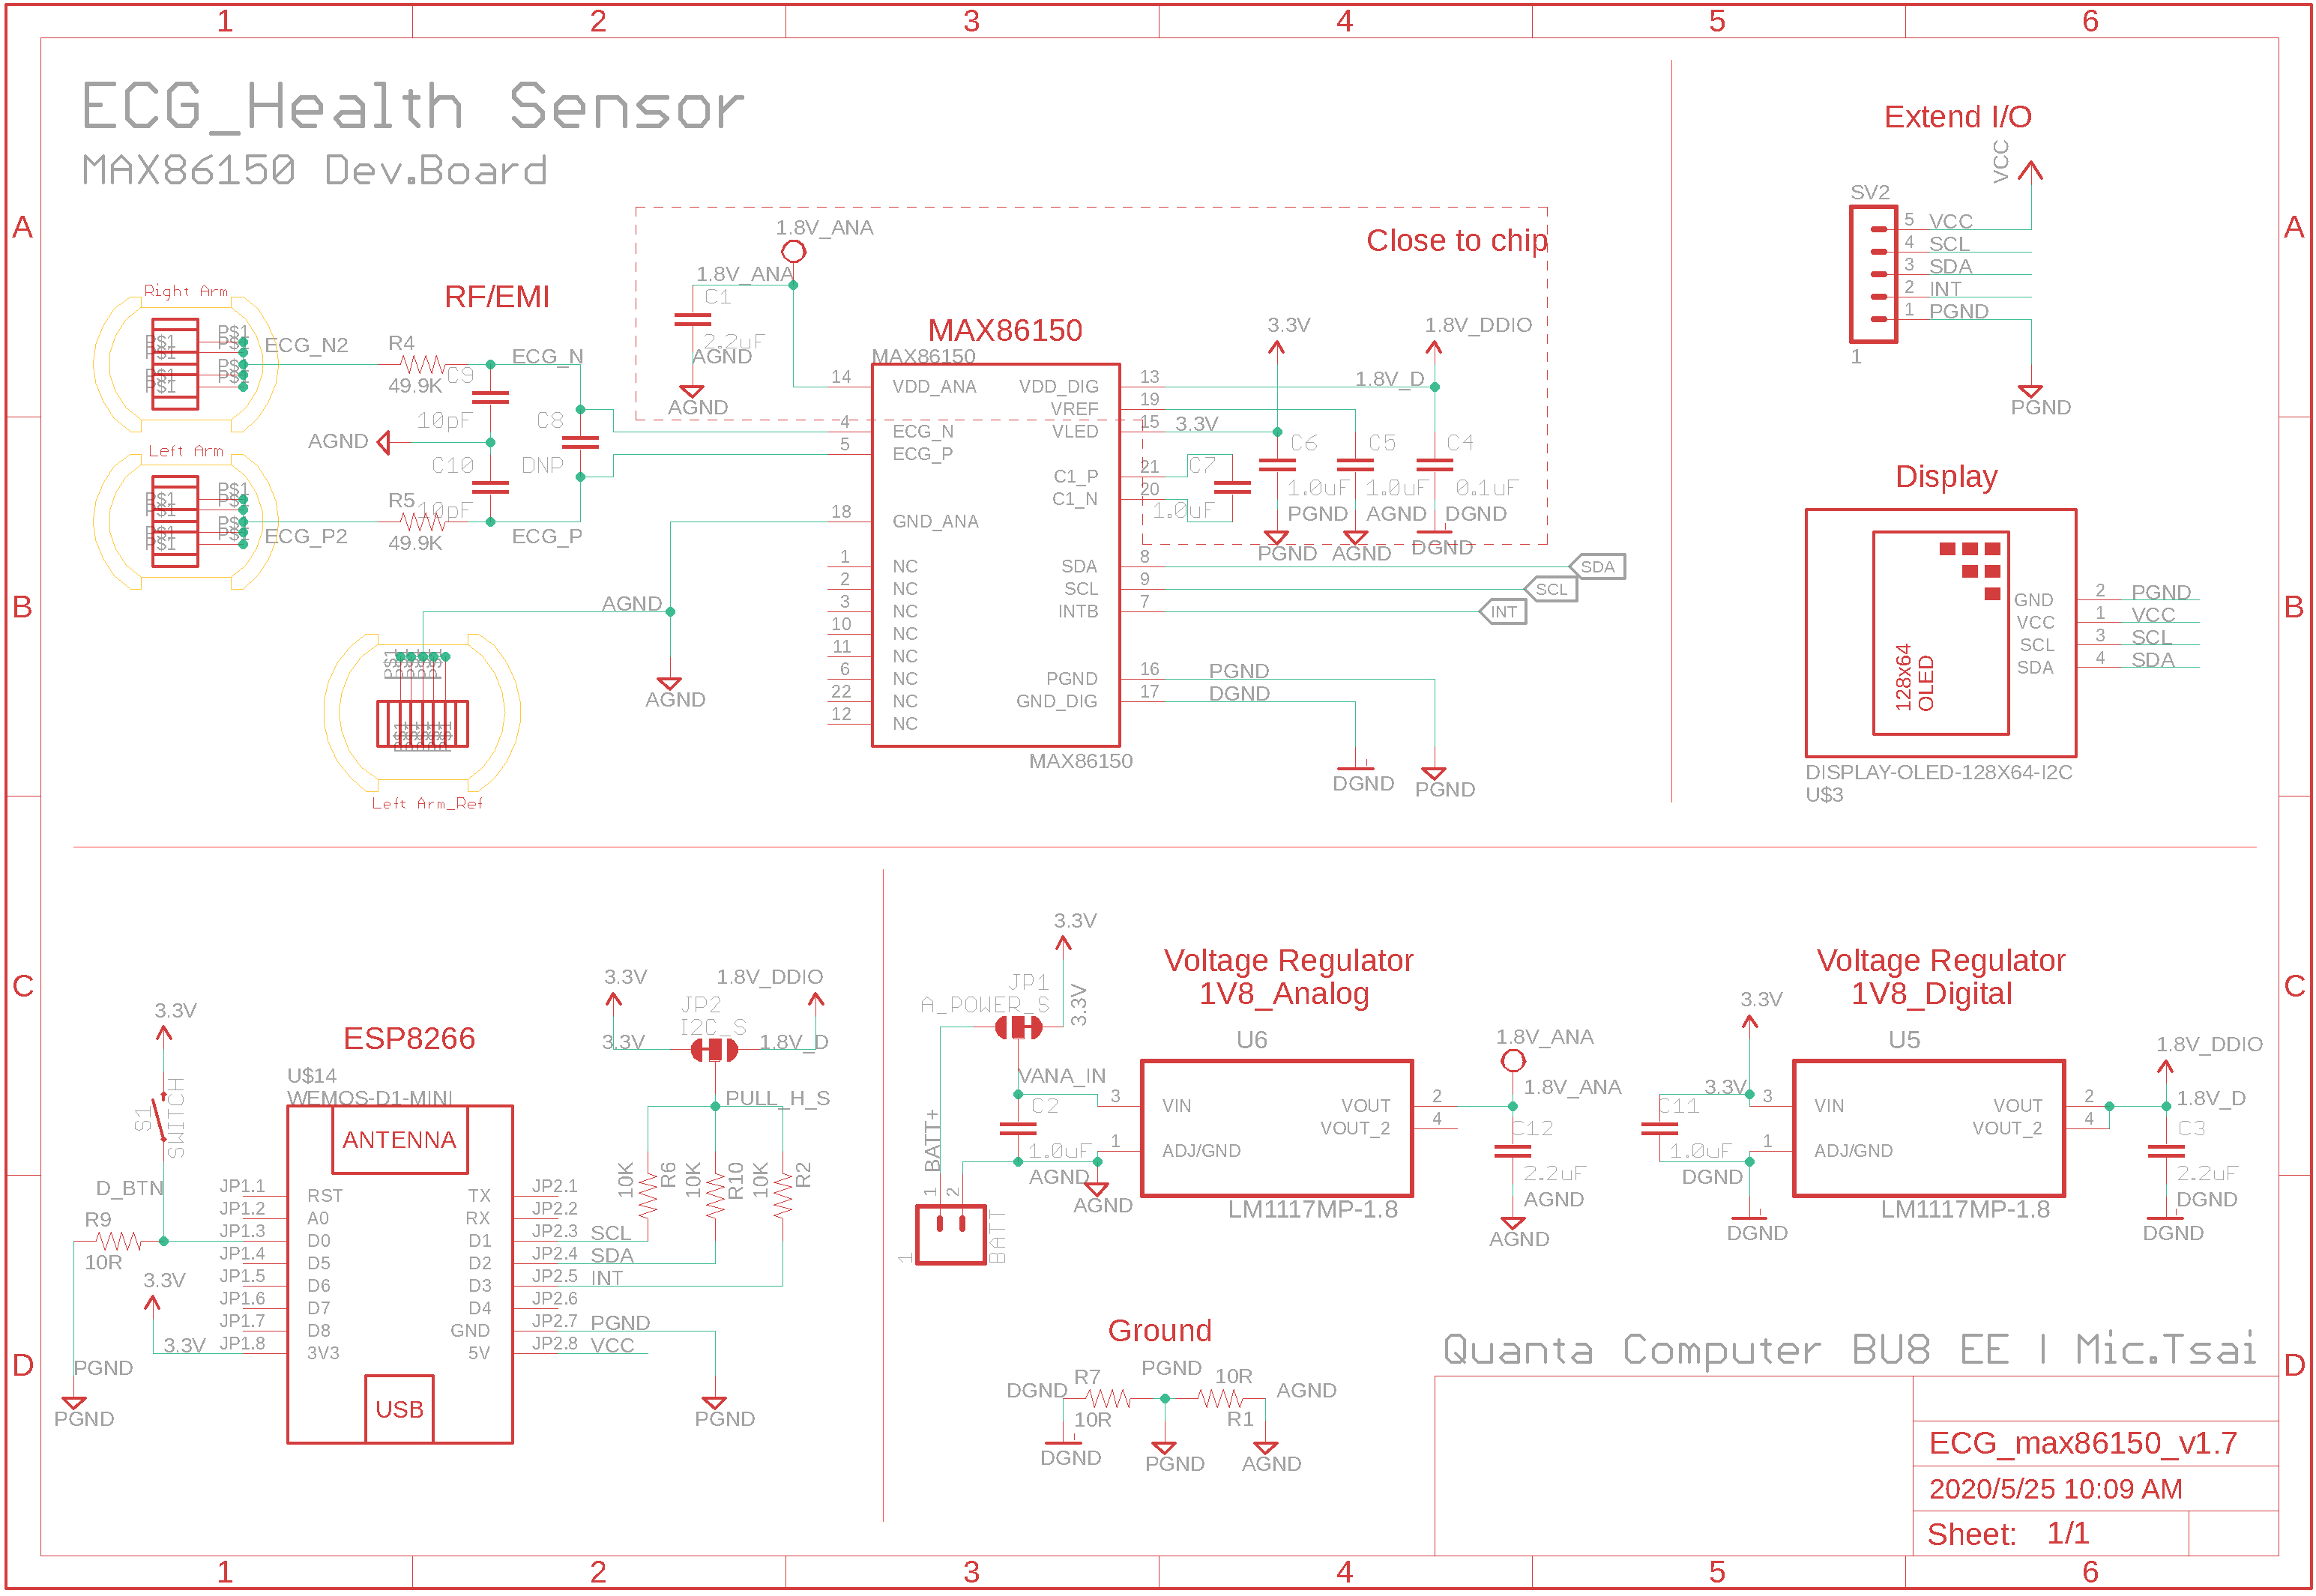 1 2 3 4 5 6
A
B
C
D
ECG_Health Sensor
MAX86150 Dev.Board
Right Arm
P$1
P$1
P$1
P$1
P$1
P$1
P$1
P$1
ECG_N2
Left Arm
P$1
P$1
P$1
P$1
P$1
P$1
P$1
P$1
ECG_P2
RF/EMI
R4
49.9K
C9
10pF
ECG_N
AGND
C10
10pF
C8
DNP
R5
49.9K
ECG_P
AGND
AGND
P$1
Left Arm_Ref
1.8V_ANA
1.8V_ANA
C1
2.2uF
AGND
AGND
Close to chip
MAX86150
MAX86150
14 VDD_ANA
4 ECG_N
5 ECG_P
18 GND_ANA
1 NC
2 NC
3 NC
10 NC
11 NC
6 NC
22 NC
12 NC
VDD_DIG 13
VREF 19
VLED 15
C1_P 21
C1_N 20
SDA 8
SCL 9
INTB 7
PGND 16
GND_DIG 17
MAX86150
3.3V
1.8V_DDIO
1.8V_D
3.3V
C7
1.0uF
C6
1.0uF
PGND
PGND
C5
1.0uF
AGND
AGND
C4
0.1uF
DGND
DGND
SDA
SCL
INT
PGND
DGND
DGND
PGND
Extend I/O
VCC
SV2
5 VCC
4 SCL
3 SDA
2 INT
1 PGND
1
PGND
Display
128x64
OLED
GND 2 PGND
VCC 1 VCC
SCL 3 SCL
SDA 4 SDA
DISPLAY-OLED-128X64-I2C
U$3
3.3V
S1
SWITCH
D_BTN
R9
10R
3.3V
3.3V
PGND
PGND
ESP8266
U$14
WEMOS-D1-MINI
ANTENNA
JP1.1 RST
JP1.2 A0
JP1.3 D0
JP1.4 D5
JP1.5 D6
JP1.6 D7
JP1.7 D8
JP1.8 3V3
TX JP2.1
RX JP2.2
D1 JP2.3 SCL
D2 JP2.4 SDA
D3 JP2.5 INT
D4 JP2.6
GND JP2.7 PGND
5V JP2.8 VCC
USB
PGND
3.3V
1.8V_DDIO
JP2
I2C_S
3.3V
1.8V_D
PULL_H_S
10K R6
10K R10
10K R2
3.3V
JP1
A_POWER_S
3.3V
VANA_IN
C2
1.0uF
AGND
AGND
BATT+
1 2
BATT
1
Voltage Regulator
1V8_Analog
U6
3 VIN
1 ADJ/GND
VOUT 2
VOUT_2 4
LM1117MP-1.8
1.8V_ANA
1.8V_ANA
C12
2.2uF
AGND
AGND
Voltage Regulator
1V8_Digital
3.3V
U5
3.3V
C11
1.0uF
DGND
DGND
3 VIN
1 ADJ/GND
VOUT 2
VOUT_2 4
LM1117MP-1.8
1.8V_DDIO
1.8V_D
C3
2.2uF
DGND
DGND
Ground
DGND
R7
10R
PGND
10R
R1
AGND
DGND
PGND
AGND
Quanta Computer BU8 EE | Mic.Tsai
ECG_max86150_v1.7
2020/5/25 10:09 AM
Sheet: 1/1
A
B
C
D
1 2 3 4 5 6